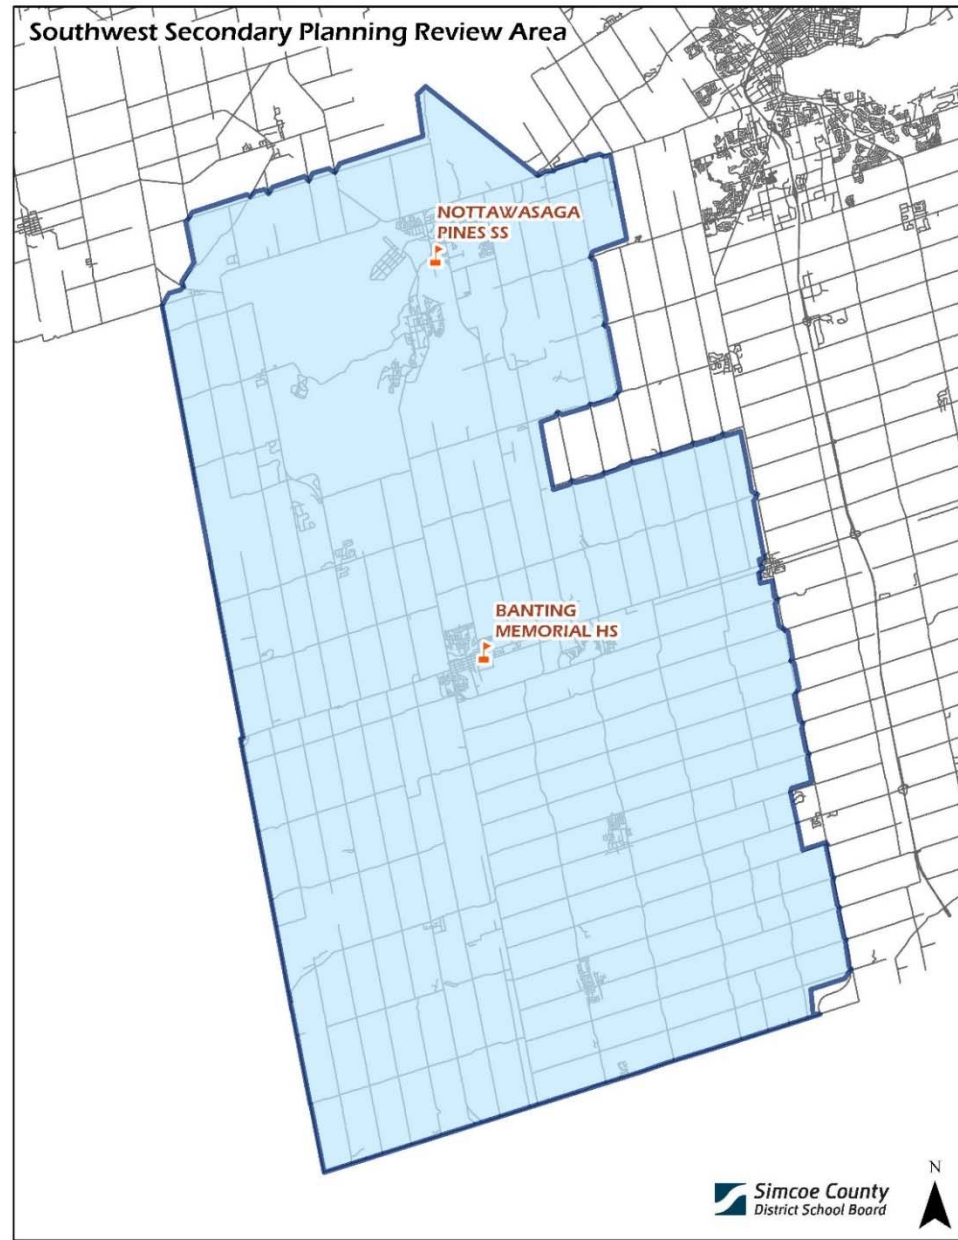 Southwest Secondary Planning Review Area
NOTTAWASAGA
PINES SS
BANTING
MEMORIAL HS
Simcoe County
District School Board
N